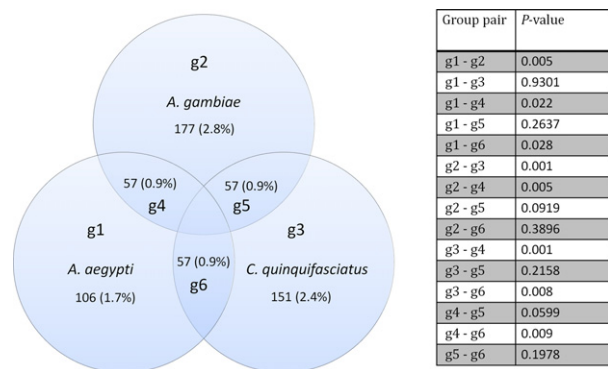 g2
A. gambiae
177 (2.8%)
57 (0.9%)
g4
57 (0.9%)
g5
g1
A. aegypti
106 (1.7%)
57 (0.9%)
g6
g3
C. quinquifasciatus
151 (2.4%)
Group pair P-value
g1 - g2 0.005
g1 - g3 0.9301
g1 - g4 0.022
g1 - g5 0.2637
g1 - g6 0.028
g2 - g3 0.001
g2 - g4 0.005
g2 - g5 0.0919
g2 - g6 0.3896
g3 - g4 0.001
g3 - g5 0.2158
g3 - g6 0.008
g4 - g5 0.0599
g4 - g6 0.009
g5 - g6 0.1978